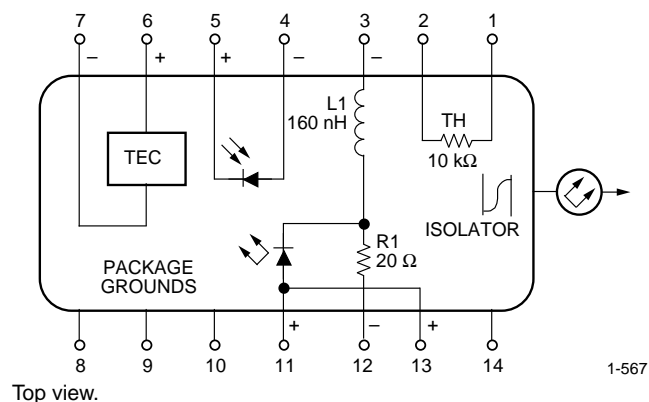 7 6 5 4 3 2 1
– + + – –
L1
160 nH
TH
10 kΩ
TEC
ISOLATOR
R1
20 Ω
PACKAGE
GROUNDS
+ – +
8 9 10 11 12 13 14
1-567
Top view.